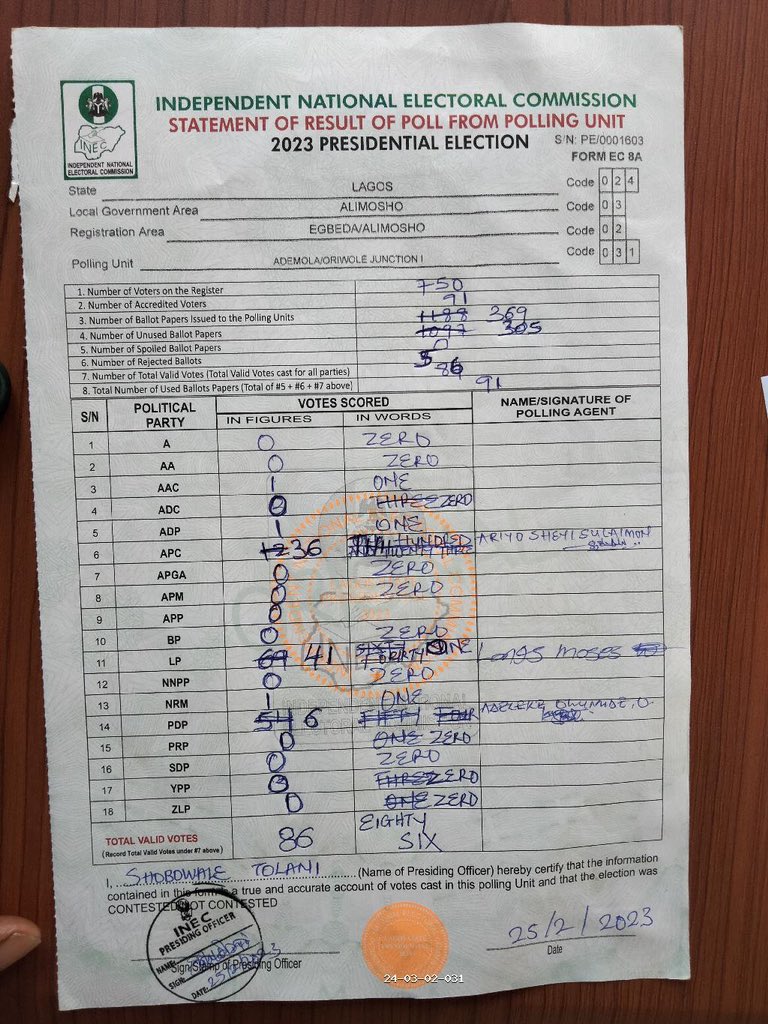 INEC
INDEPENDENT NATIONAL ELECTORAL COMMISSION
INDEPENDENT NATIONAL ELECTORAL COMMISSION
STATEMENT OF RESULT OF POLL FROM POLLING UNIT
2023 PRESIDENTIAL ELECTION
S/N: PE/0001603
FORM EC 8A
State LAGOS Code 0 2 4
Local Government Area ALIMOSHO Code 0 3
Registration Area EGBEDA/ALIMOSHO Code 0 2
Polling Unit ADEMOLA/ORIWOLE JUNCTION I Code 0 3 1
1. Number of Voters on the Register 750
2. Number of Accredited Voters 91
3. Number of Ballot Papers Issued to the Polling Units 1188 369
4. Number of Unused Ballot Papers 1097 305
5. Number of Spoiled Ballot Papers 0
6. Number of Rejected Ballots 5
7. Number of Total Valid Votes (Total Valid Votes cast for all parties) 86
8. Total Number of Used Ballots Papers (Total of #5 + #6 + #7 above) 91
S/N POLITICAL PARTY VOTES SCORED NAME/SIGNATURE OF POLLING AGENT
IN FIGURES IN WORDS
1 A 0 ZERO
2 AA 0 ZERO
3 AAC 1 ONE
4 ADC 0 THREE ZERO
5 ADP 1 ONE
6 APC 36 HUNDRED TWENTY THREE ARIYO SHEYI SULAIMON
7 APGA 0 ZERO
8 APM 0 ZERO
9 APP 0
10 BP 0 ZERO
11 LP 69 41 SIXTY ONE MOSES
12 NNPP 0 ZERO
13 NRM 1 ONE
14 PDP 54 6 FIFTY FOUR ADELEKE
15 PRP 0 ONE ZERO
16 SDP 0 ZERO
17 YPP 0 THREE ZERO
18 ZLP 0 ONE ZERO
TOTAL VALID VOTES 86 EIGHTY SIX
(Record Total Valid Votes under #7 above)
I, SHOBOWALE TOLANI (Name of Presiding Officer) hereby certify that the information
contained in this form is a true and accurate account of votes cast in this polling Unit and that the election was
CONTESTED/NOT CONTESTED
INEC
PRESIDING OFFICER
NAME:
SIGN:
DATE: 25/2/2023
Sign/Stamp of Presiding Officer
25/2/2023
Date
24-03-02-031